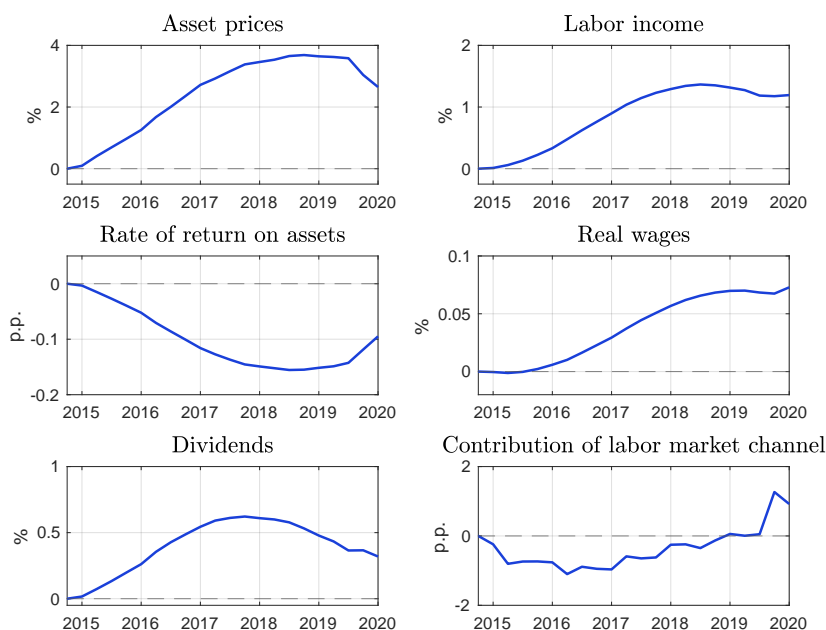 Asset prices
4
2
0
%
2015 2016 2017 2018 2019 2020
Labor income
2
1
0
%
2015 2016 2017 2018 2019 2020
Rate of return on assets
0
-0.1
-0.2
p.p.
2015 2016 2017 2018 2019 2020
Real wages
0.1
0.05
0
%
2015 2016 2017 2018 2019 2020
Dividends
1
0.5
0
%
2015 2016 2017 2018 2019 2020
Contribution of labor market channel
2
0
-2
p.p.
2015 2016 2017 2018 2019 2020